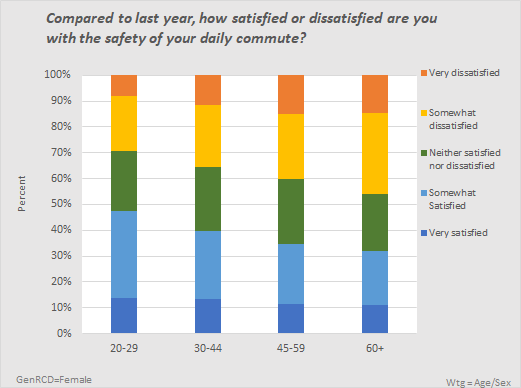 Compared to last year, how satisfied or dissatisfied are you
with the safety of your daily commute?
100%
90%
80%
70%
60%
50%
40%
30%
20%
10%
0%
Percent
20-29
30-44
45-59
60+
Very dissatisfied
Somewhat
dissatisfied
Neither satisfied
nor dissatisfied
Somewhat
Satisfied
Very satisfied
GenRCD=Female
Wtg = Age/Sex